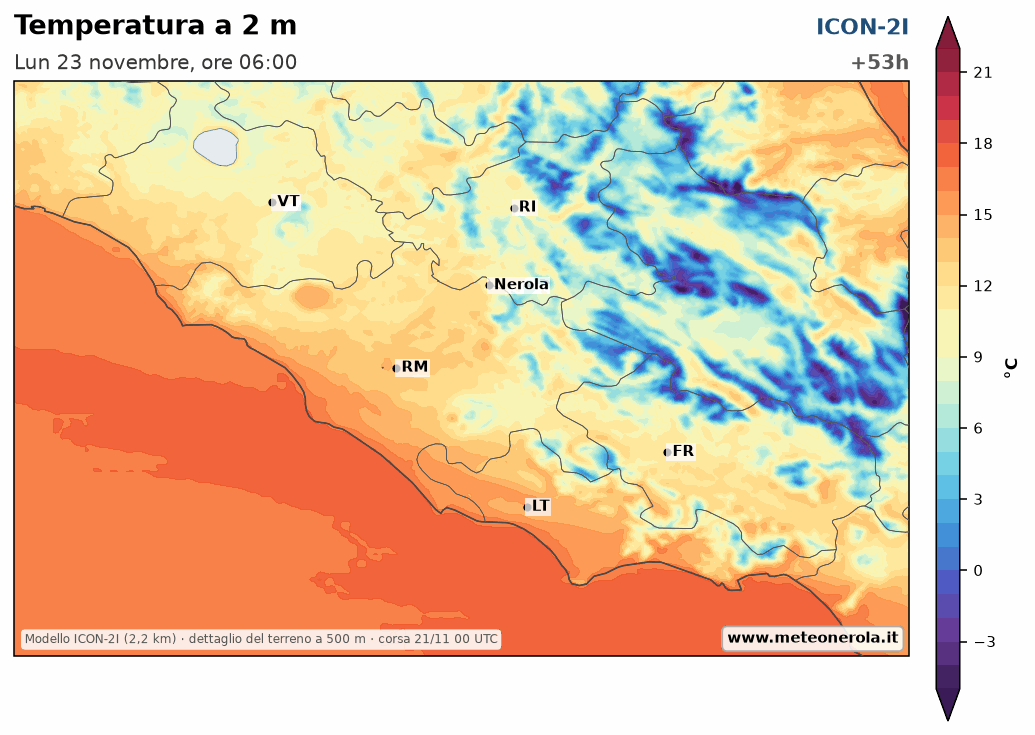 Temperatura a 2 m
ICON-2I
Lun 23 novembre, ore 06:00
+53h
21
18
15
12
9
6
3
0
−3
°C
VT
RI
Nerola
RM
FR
LT
Modello ICON-2I (2,2 km) · dettaglio del terreno a 500 m · corsa 21/11 00 UTC
www.meteonerola.it